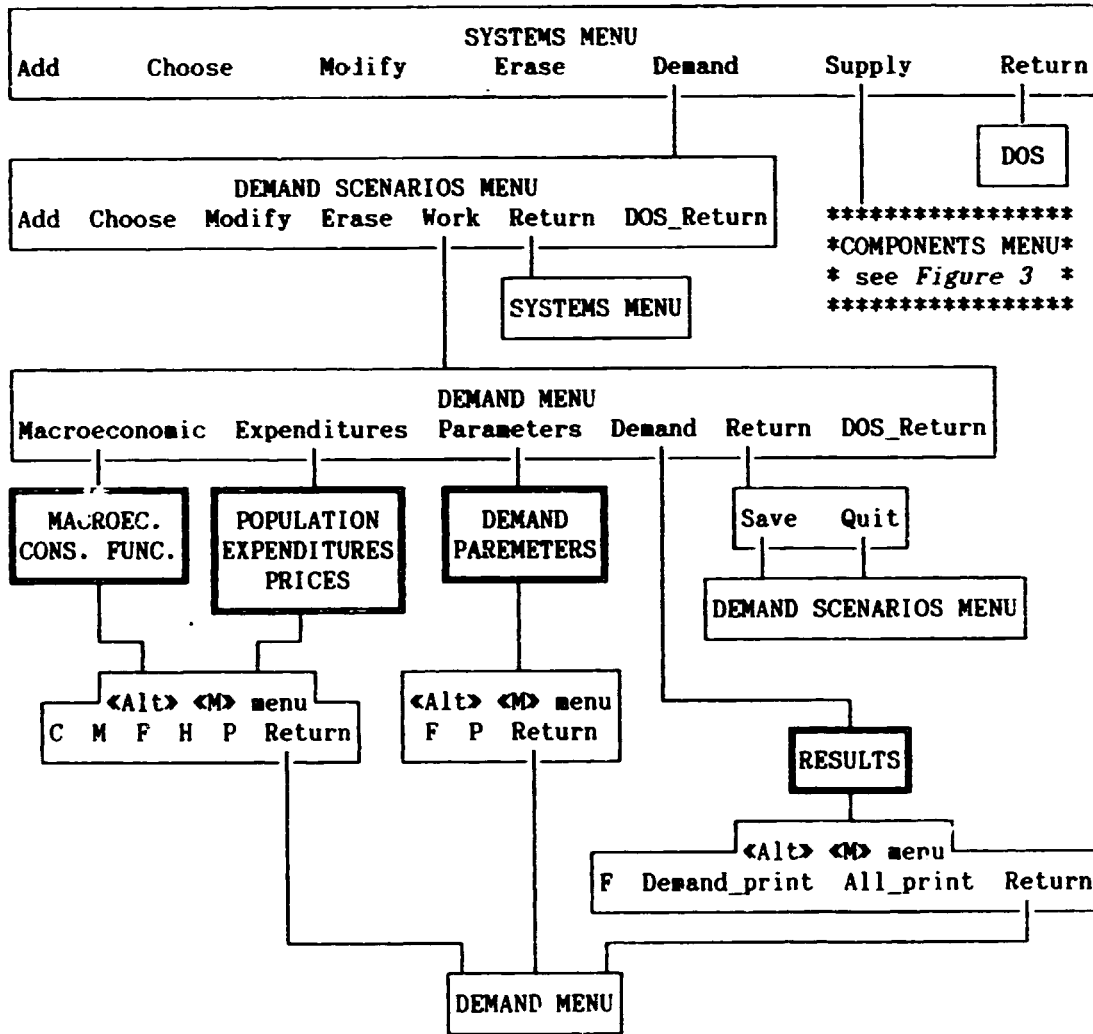 SYSTEMS MENU
Add Choose Modify Erase Demand Supply Return
DOS
DEMAND SCENARIOS MENU
Add Choose Modify Erase Work Return DOS_Return
*****************
*COMPONENTS MENU*
* see Figure 3 *
*****************
SYSTEMS MENU
DEMAND MENU
Macroeconomic Expenditures Parameters Demand Return DOS_Return
MACROEC.
CONS. FUNC.
POPULATION
EXPENDITURES
PRICES
DEMAND
PAREMETERS
Save Quit
DEMAND SCENARIOS MENU
«Alt» «M» menu
C M F H P Return
«Alt» «M» menu
F P Return
RESULTS
«Alt» «M» menu
F Demand_print All_print Return
DEMAND MENU